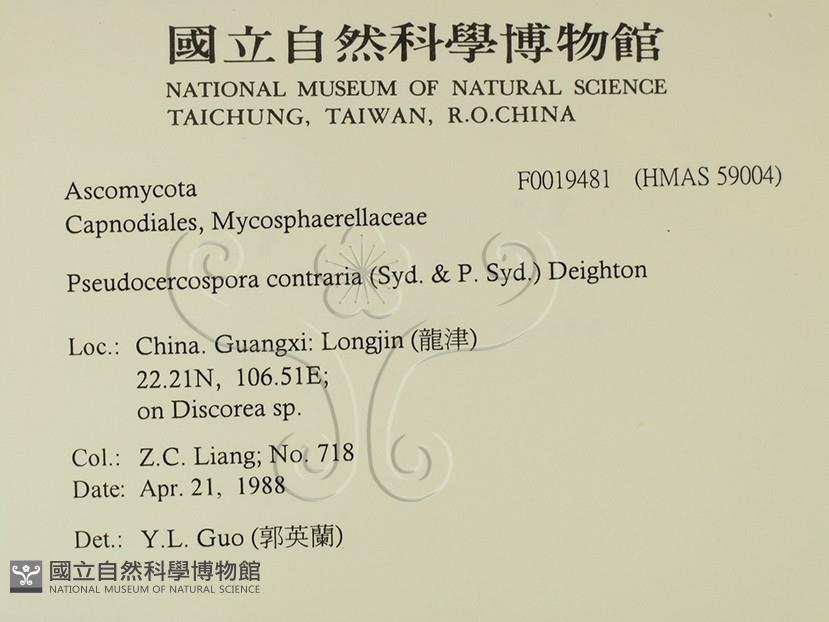 國立自然科學博物館
NATIONAL MUSEUM OF NATURAL SCIENCE
TAICHUNG, TAIWAN, R.O.CHINA
Ascomycota F0019481 (HMAS 59004)
Capnodiales, Mycosphaerellaceae
Pseudocercospora contraria (Syd. & P. Syd.) Deighton
Loc.: China. Guangxi: Longjin (龍津)
22.21N, 106.51E;
on Discorea sp.
Col.: Z.C. Liang; No. 718
Date: Apr. 21, 1988
Det.: Y.L. Guo (郭英蘭)
國立自然科學博物館
NATIONAL MUSEUM OF NATURAL SCIENCE